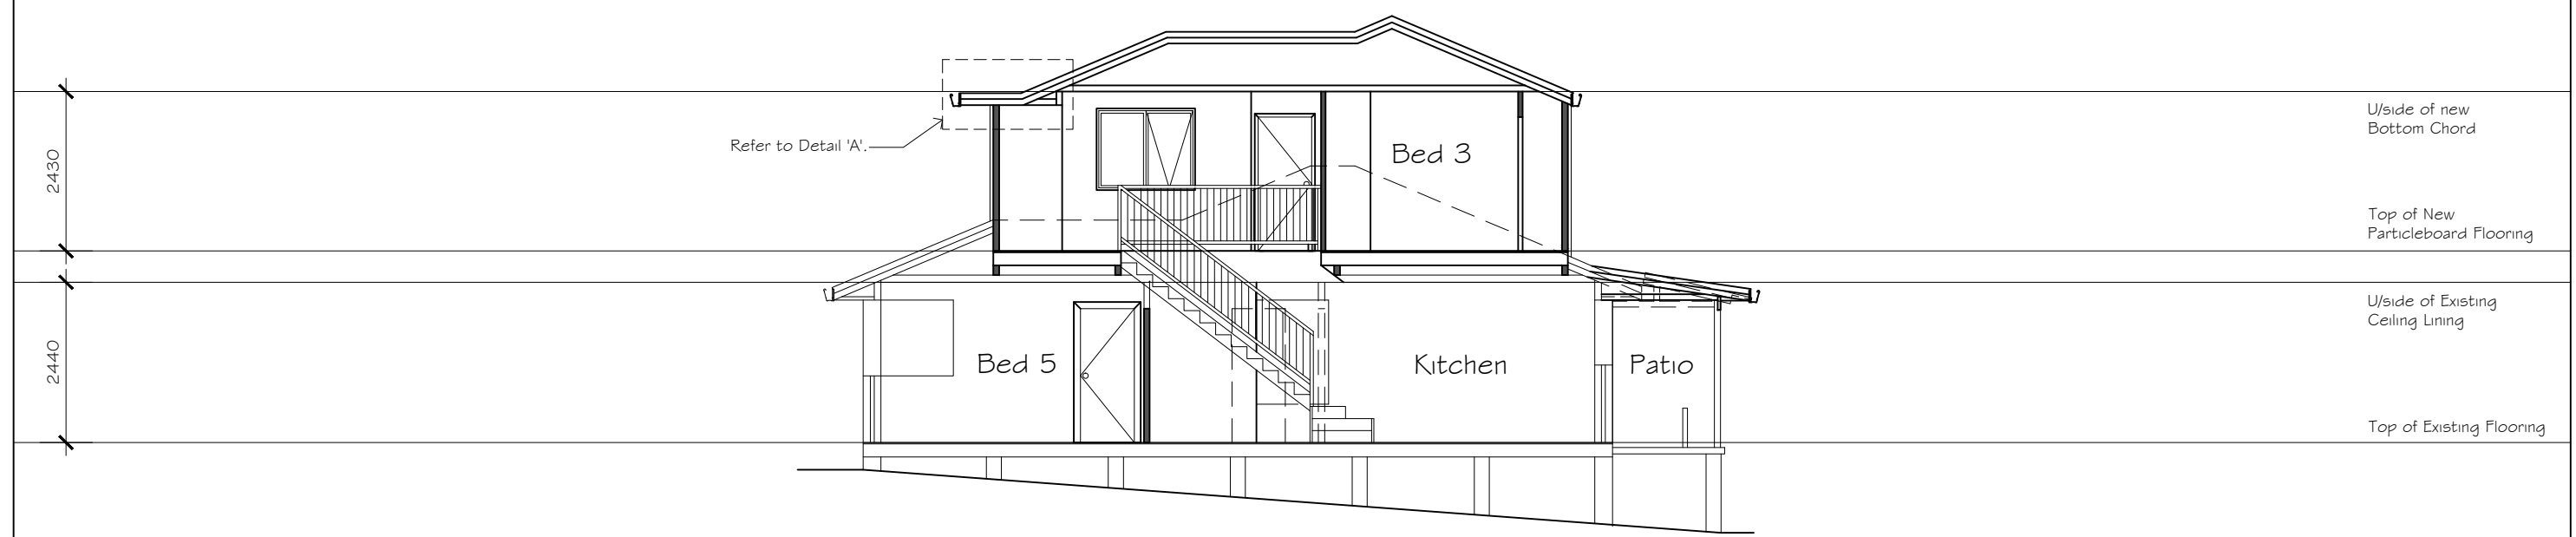 U/side of new
Bottom Chord
Refer to Detail 'A'.
Bed 3
2430
Top of New
Particleboard Flooring
U/side of Existing
Ceiling Lining
2440
Bed 5
Kitchen
Patio
Top of Existing Flooring